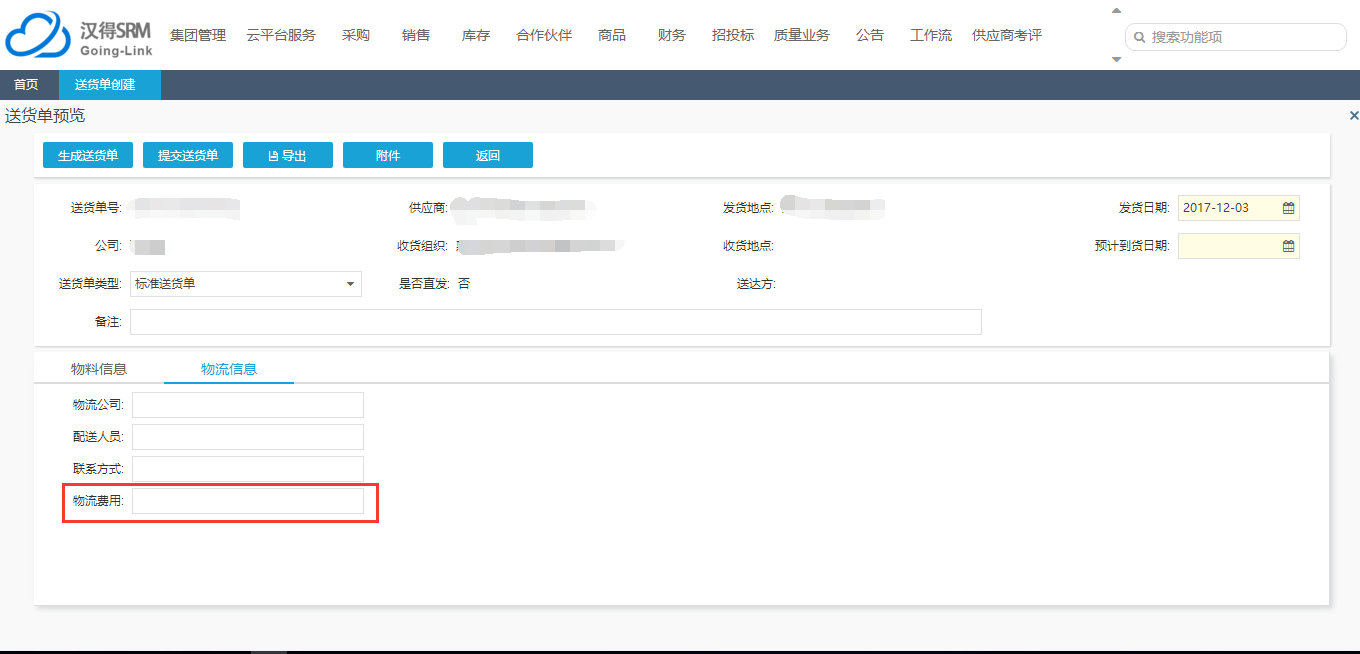 汉得SRM
Going-Link
集团管理 云平台服务 采购 销售 库存 合作伙伴 商品 财务 招投标 质量业务 公告 工作流 供应商考评
搜索功能项
首页 送货单创建
送货单预览
生成送货单 提交送货单 导出 附件 返回
送货单号: 供应商: 发货地点: 发货日期: 2017-12-03
公司: 收货组织: 收货地点: 预计到货日期:
送货单类型: 标准送货单 是否直发: 否 送达方:
备注:
物料信息 物流信息
物流公司:
配送人员:
联系方式:
物流费用: